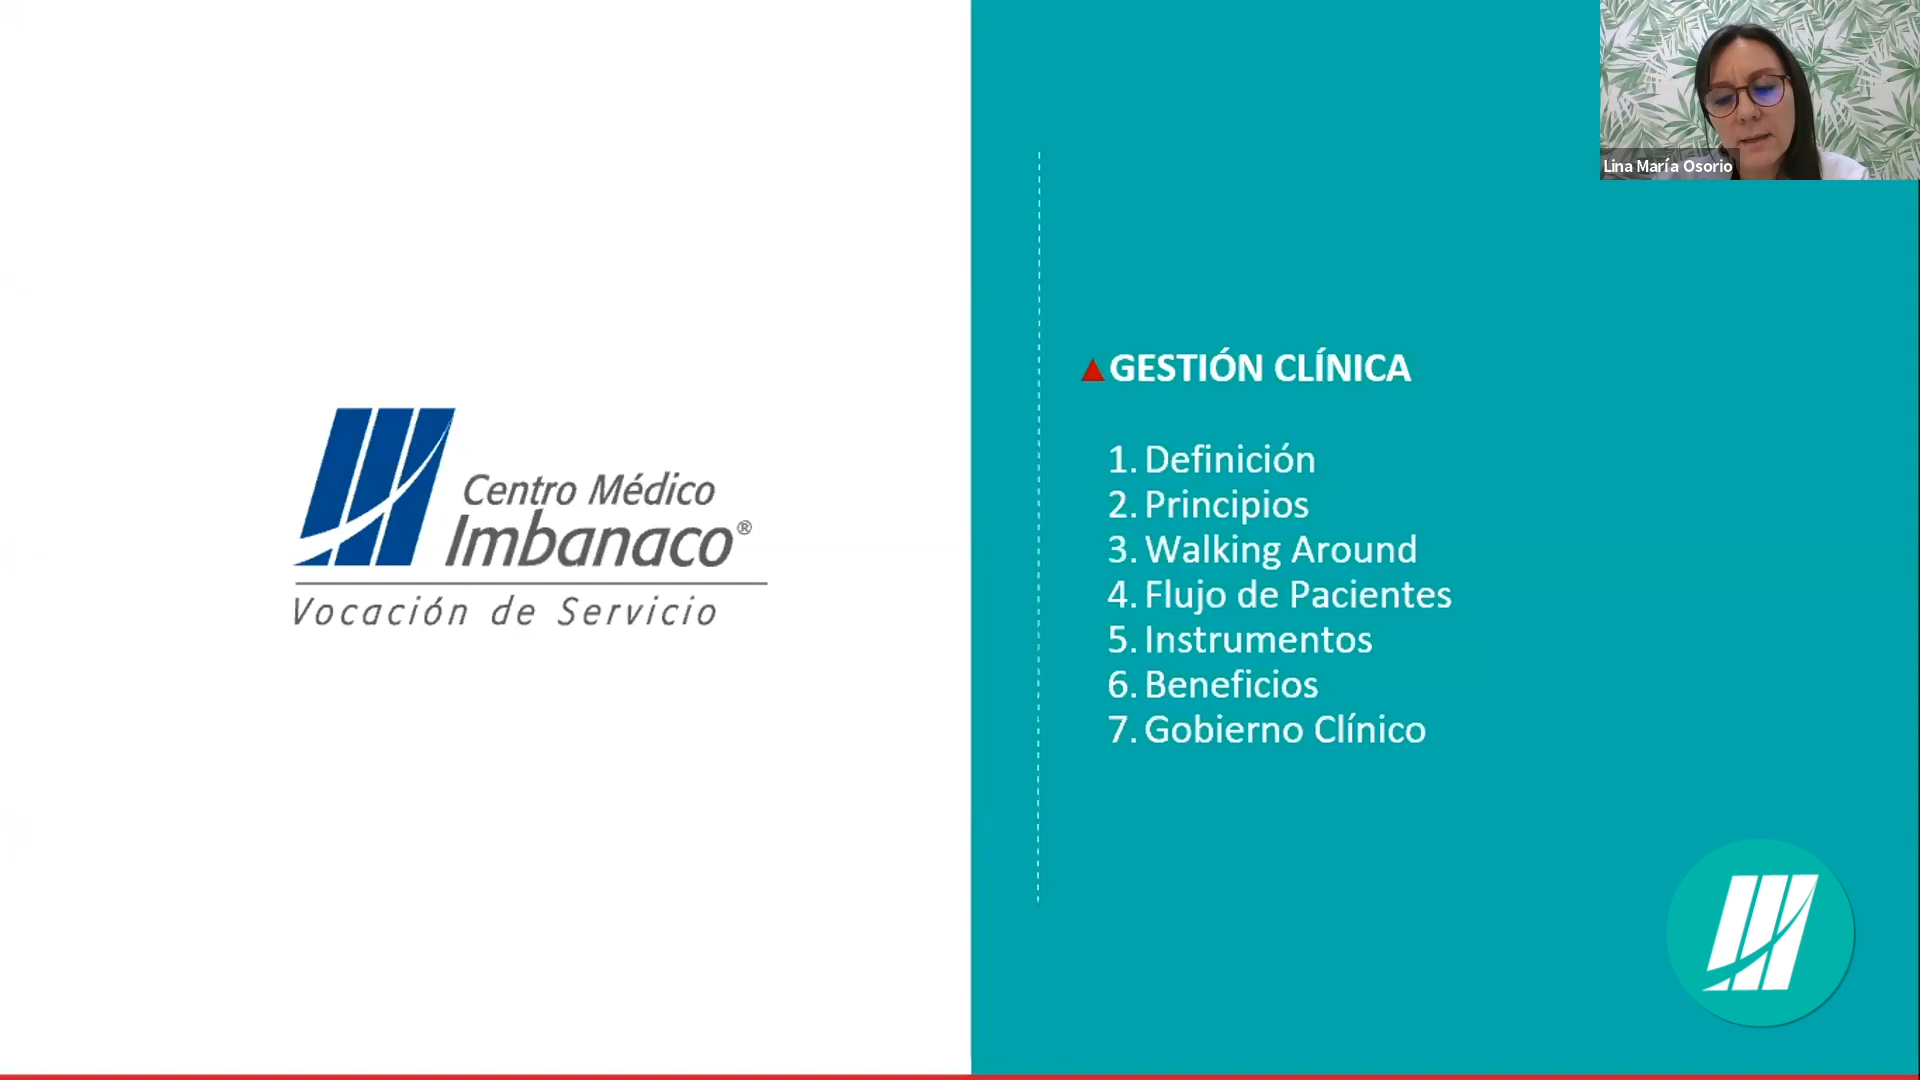 Centro Médico
Imbanaco®
Vocación de Servicio
GESTIÓN CLÍNICA
1. Definición
2. Principios
3. Walking Around
4. Flujo de Pacientes
5. Instrumentos
6. Beneficios
7. Gobierno Clínico
Lina María Osorio